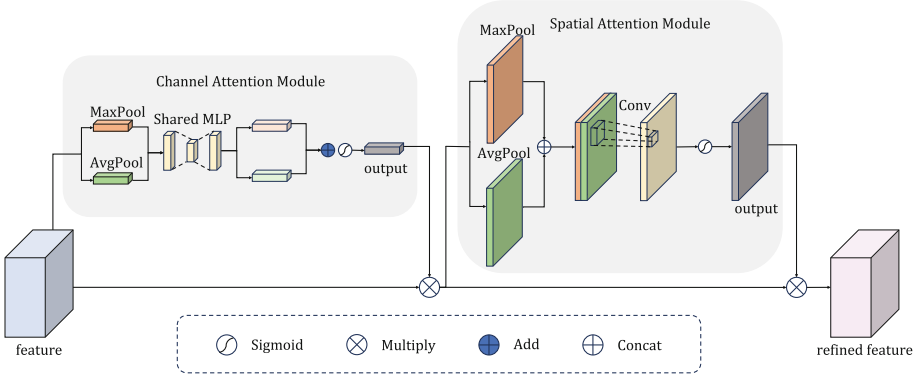 Channel Attention Module
MaxPool
Shared MLP
AvgPool
output
Spatial Attention Module
MaxPool
Conv
AvgPool
output
feature
refined feature
Sigmoid
Multiply
Add
Concat